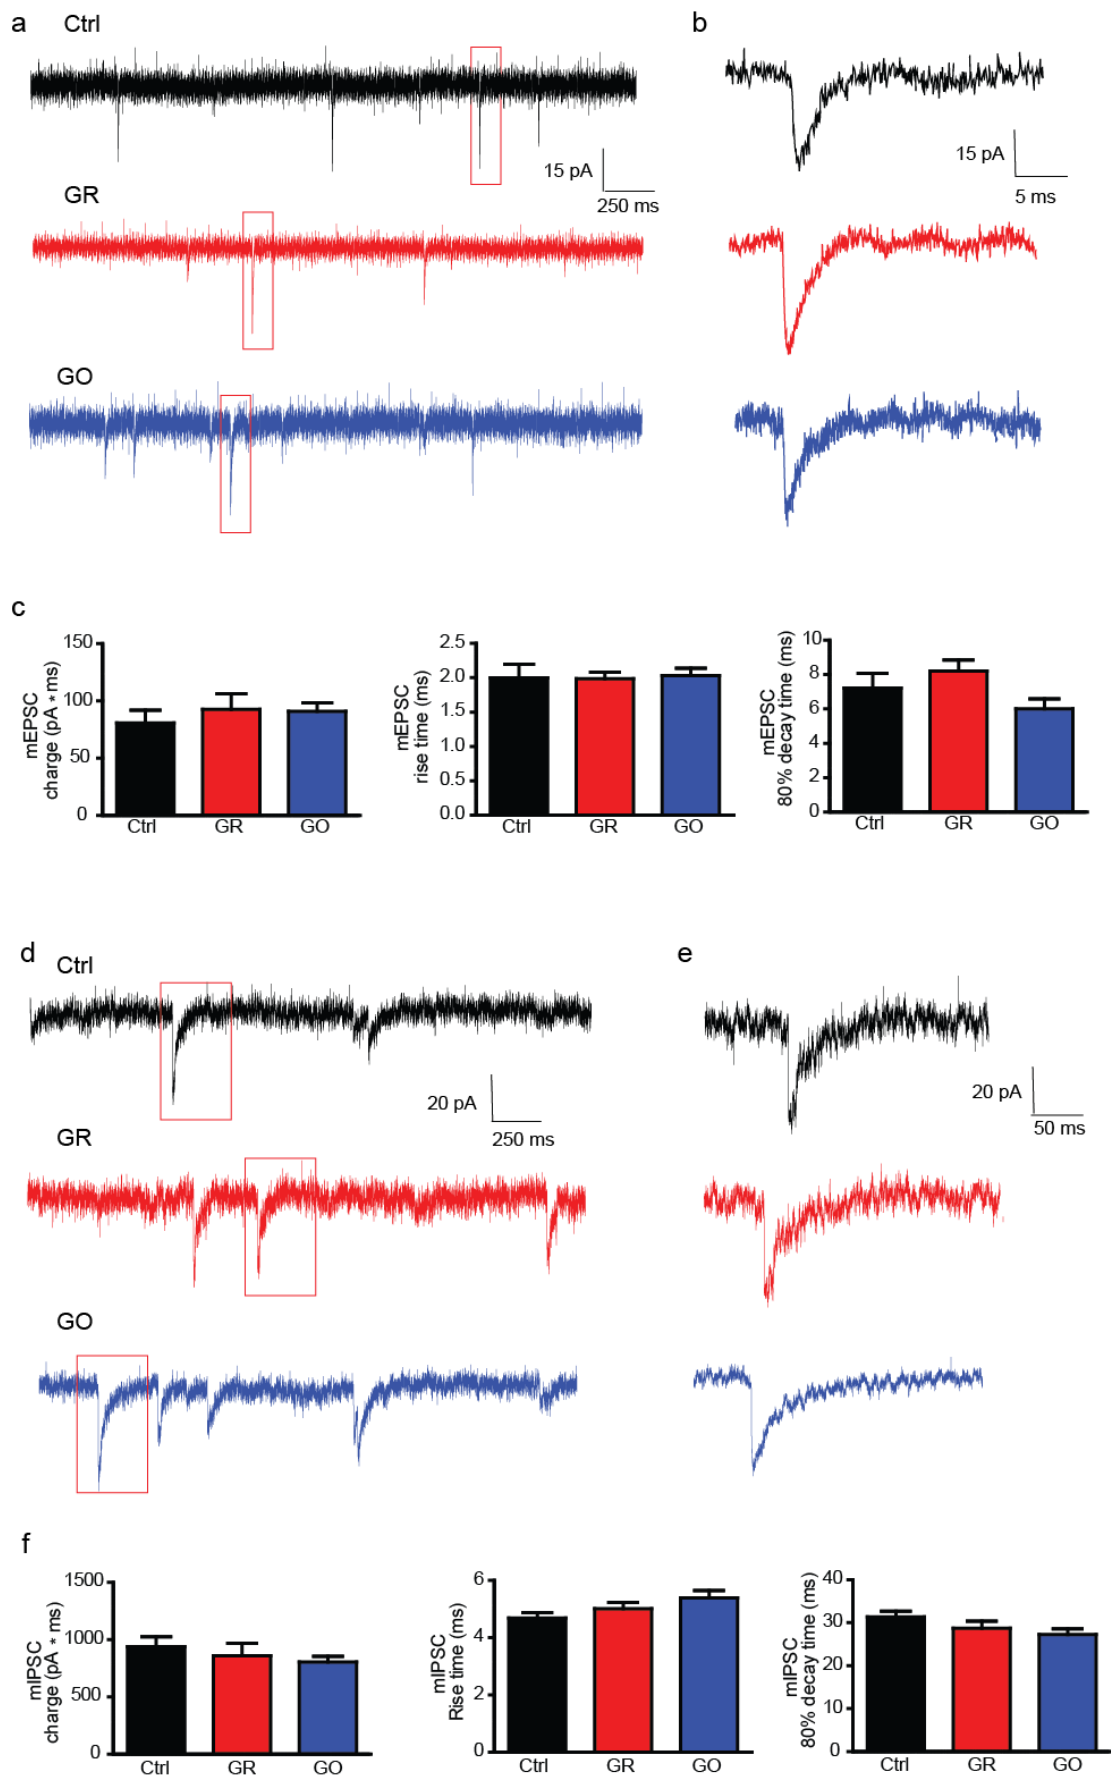 a
Ctrl
b
15 pA
250 ms
15 pA
5 ms
GR
GO
c
mEPSC
charge (pA * ms)
150
100
50
0
Ctrl GR GO
mEPSC
rise time (ms)
2.5
2.0
1.5
1.0
0.5
0.0
Ctrl GR GO
mEPSC
80% decay time (ms)
10
8
6
4
2
0
Ctrl GR GO
d
Ctrl
e
20 pA
250 ms
20 pA
50 ms
GR
GO
f
mIPSC
charge (pA * ms)
1500
1000
500
0
Ctrl GR GO
mIPSC
Rise time (ms)
6
4
2
0
Ctrl GR GO
mIPSC
80% decay time (ms)
40
30
20
10
0
Ctrl GR GO